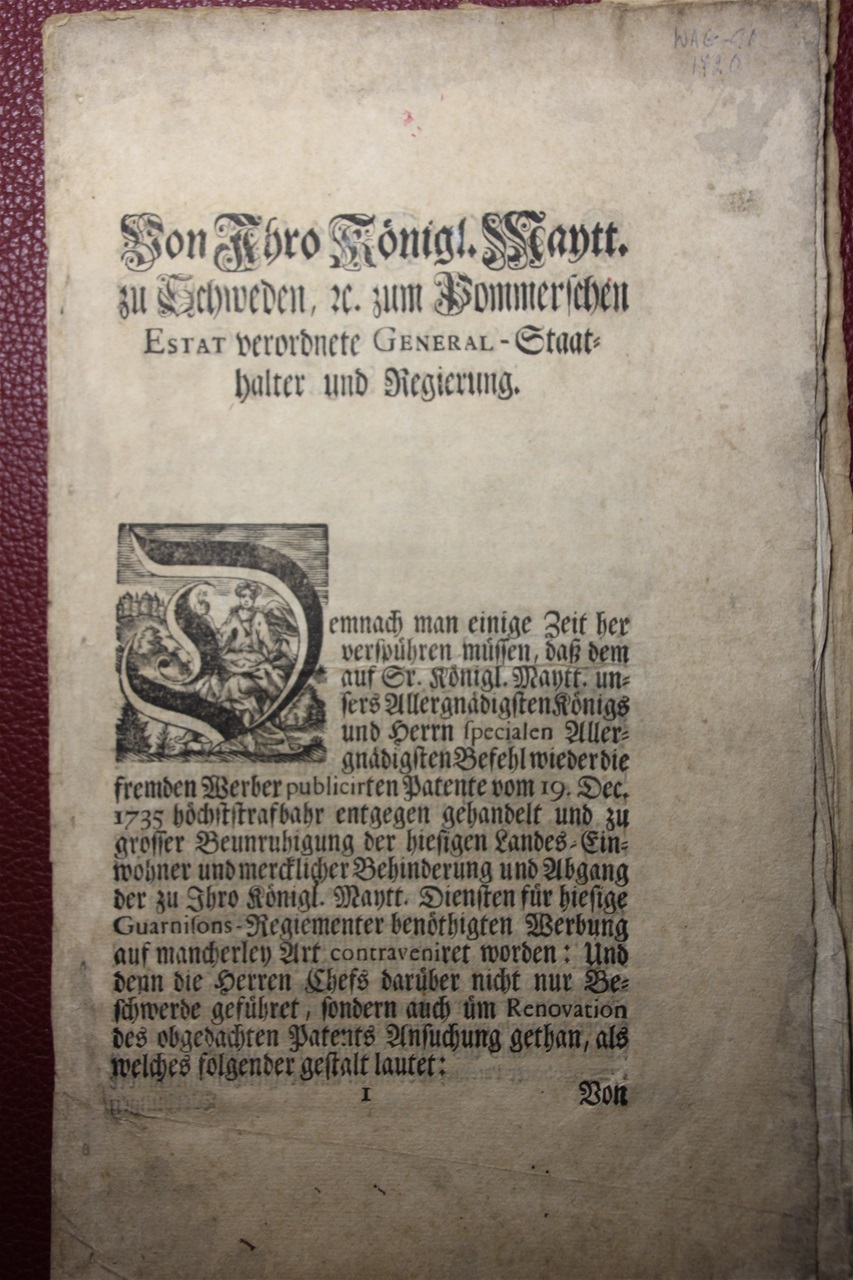 Von Ihro Königl. Maytt.
zu Schweden, ꝛc. zum Pommerschen
ESTAT verordnete GENERAL-Staat-
halter und Regierung.
Demnach man einige Zeit her
verspühren müssen, daß dem
auf Sr. Königl. Maytt. un-
sers Allergnädigsten Königs
und Herrn specialen Aller-
gnädigsten Befehl wieder die
fremden Werber publicirten Patente vom 19. Dec.
1735 höchststrafbahr entgegen gehandelt und zu
grosser Beunruhigung der hiesigen Landes-Ein-
wohner und mercklicher Behinderung und Abgang
der zu Ihro Königl. Maytt. Diensten für hiesige
Guarnisons-Regiementer benöthigten Werbung
auf mancherley Art contraveniret worden: Und
denn die Herren Chefs darüber nicht nur Be-
schwerde geführet, sondern auch üm Renovation
des obgedachten Patents Ansuchung gethan, als
welches folgender gestalt lautet:
1 Von